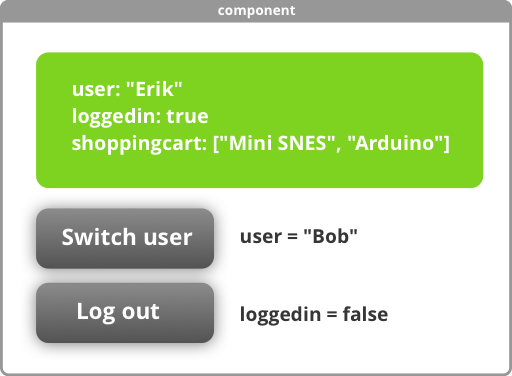 component
user: "Erik"
loggedin: true
shoppingcart: ["Mini SNES", "Arduino"]
Switch user
user = "Bob"
Log out
loggedin = false